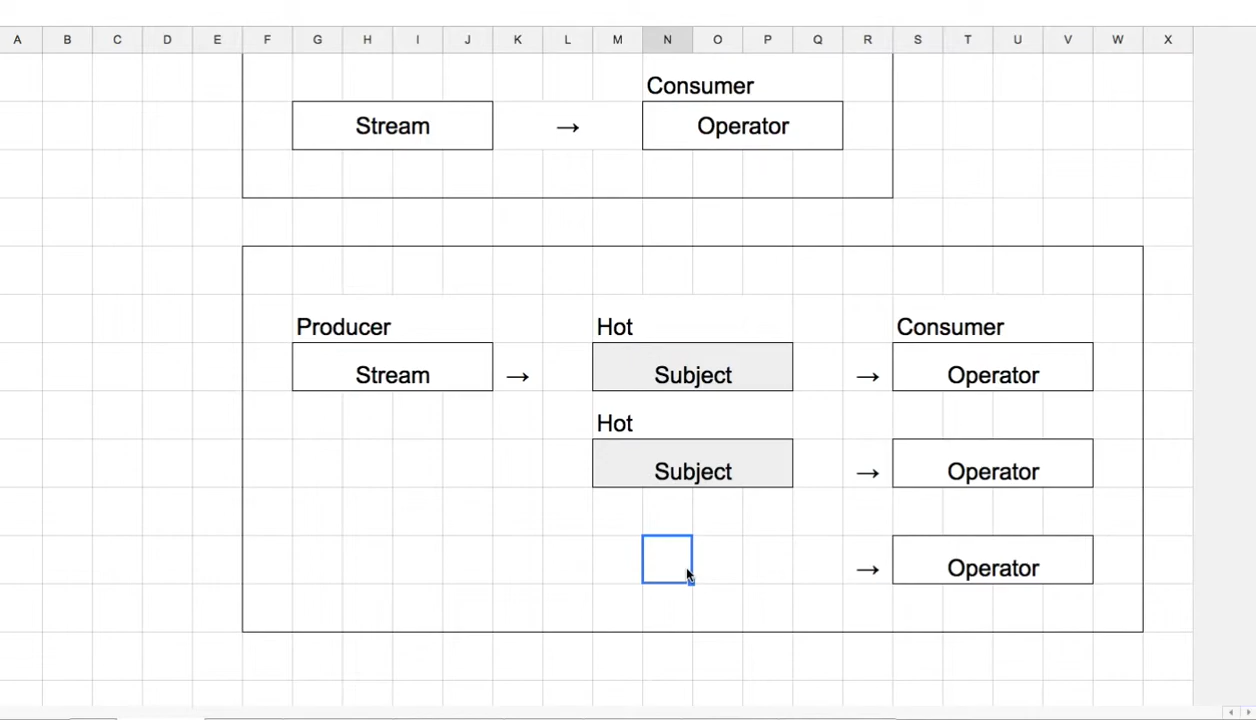 A B C D E F G H I J K L M N O P Q R S T U V W X
Consumer
Stream → Operator
Producer Hot Consumer
Stream → Subject → Operator
Hot
Subject → Operator
→ Operator